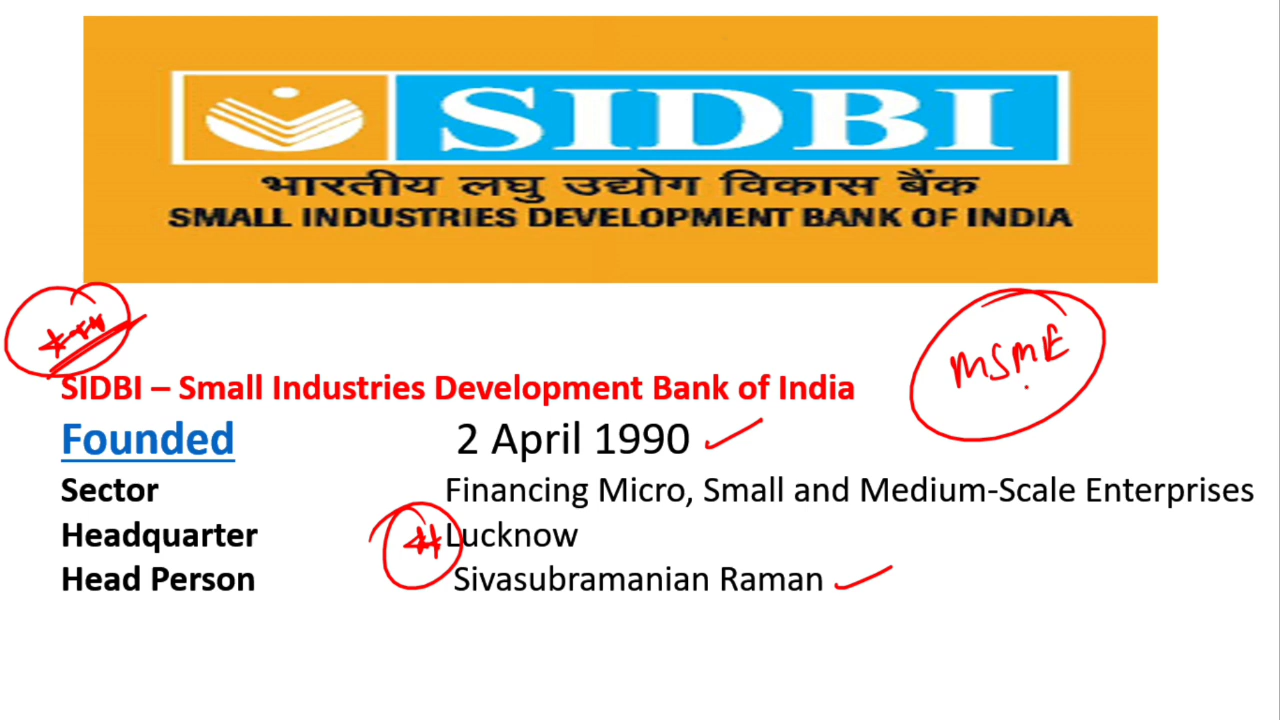 SIDBI
भारतीय लघु उद्योग विकास बैंक
SMALL INDUSTRIES DEVELOPMENT BANK OF INDIA
MSME
SIDBI – Small Industries Development Bank of India
Founded 2 April 1990
Sector Financing Micro, Small and Medium-Scale Enterprises
Headquarter Lucknow
Head Person Sivasubramanian Raman